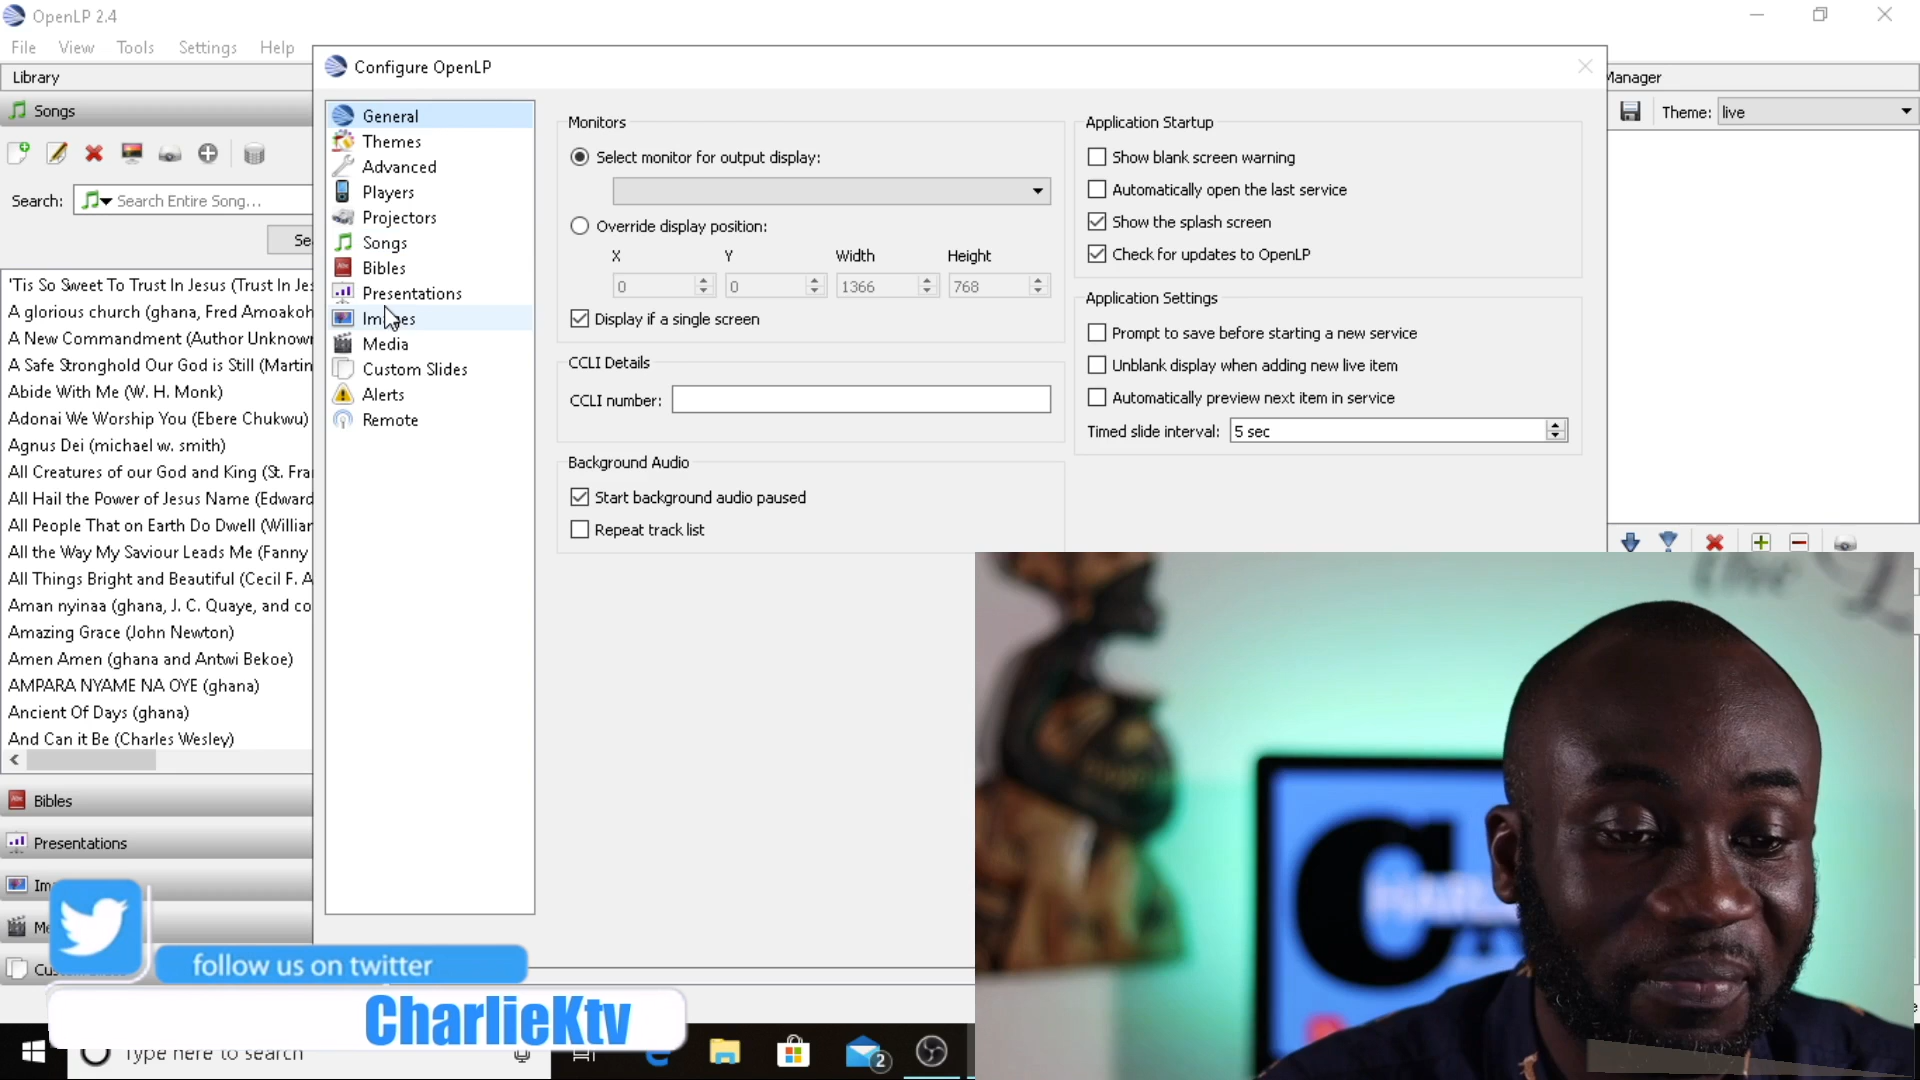 OpenLP 2.4
File View Tools Settings Help
Library
Songs
Search: Search Entire Song...
'Tis So Sweet To Trust In Jesus (Trust In Jes
A glorious church (ghana, Fred Amoakoh
A New Commandment (Author Unknown
A Safe Stronghold Our God is Still (Martin
Abide With Me (W. H. Monk)
Adonai We Worship You (Ebere Chukwu)
Agnus Dei (michael w. smith)
All Creatures of our God and King (St. Fra
All Hail the Power of Jesus Name (Edward
All People That on Earth Do Dwell (William
All the Way My Saviour Leads Me (Fanny
All Things Bright and Beautiful (Cecil F. A
Aman nyinaa (ghana, J. C. Quaye, and co
Amazing Grace (John Newton)
Amen Amen (ghana and Antwi Bekoe)
AMPARA NYAME NA OYE (ghana)
Ancient Of Days (ghana)
And Can it Be (Charles Wesley)
Bibles
Presentations
Configure OpenLP
General
Themes
Advanced
Players
Projectors
Songs
Bibles
Presentations
Images
Media
Custom Slides
Alerts
Remote
Monitors
Select monitor for output display:
Override display position:
X Y Width Height
0 0 1366 768
Display if a single screen
CCLI Details
CCLI number:
Background Audio
Start background audio paused
Repeat track list
Application Startup
Show blank screen warning
Automatically open the last service
Show the splash screen
Check for updates to OpenLP
Application Settings
Prompt to save before starting a new service
Unblank display when adding new live item
Automatically preview next item in service
Timed slide interval: 5 sec
Manager
Theme: live
follow us on twitter
CharlieKtv
Type here to search
2